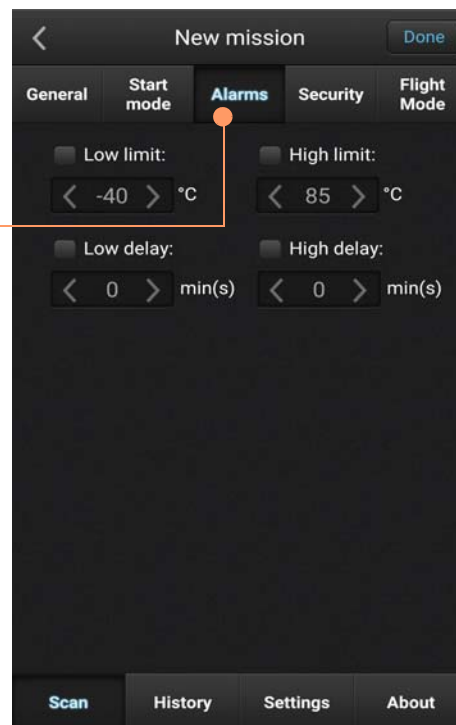 New mission Done
General Start mode Alarms Security Flight Mode
Low limit: High limit:
-40 °C 85 °C
Low delay: High delay:
0 min(s) 0 min(s)
Scan History Settings About